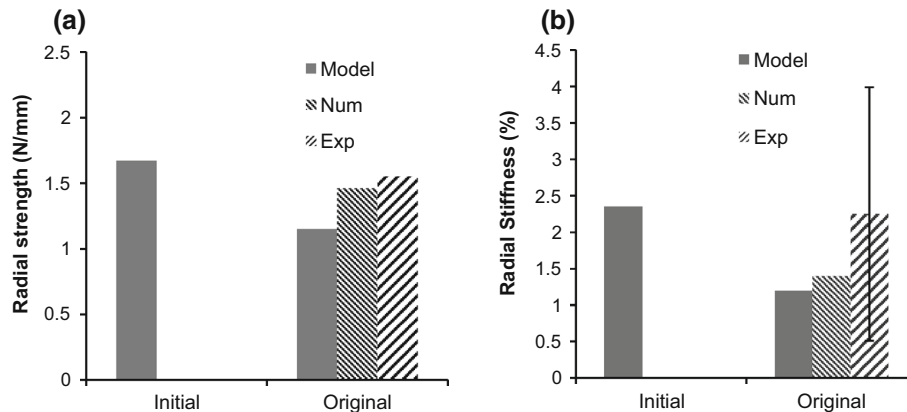 (a)
Radial strength (N/mm)
2.5
2
1.5
1
0.5
0
Model
Num
Exp
Initial
Original
(b)
Radial Stiffness (%)
4.5
4
3.5
3
2.5
2
1.5
1
0.5
0
Model
Num
Exp
Initial
Original